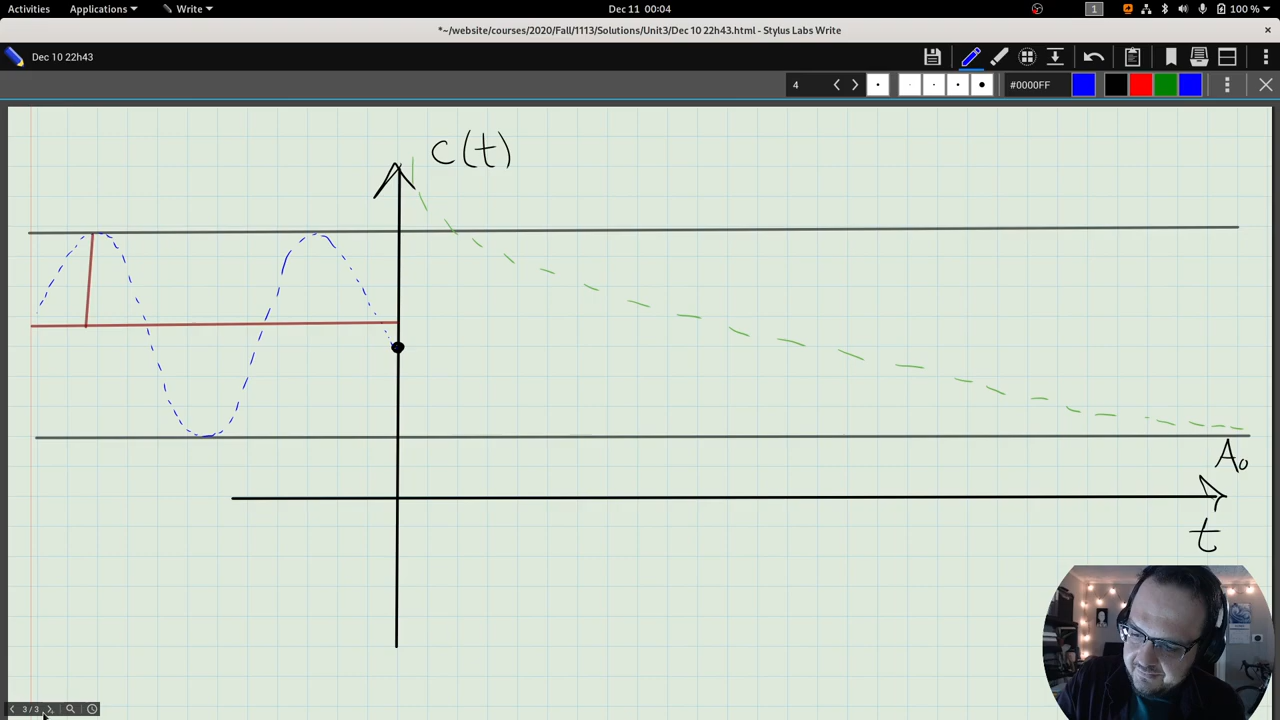 Activities Applications Write Dec 11 00:04 1 100 %
*~/website/courses/2020/Fall/1113/Solutions/Unit3/Dec 10 22h43.html - Stylus Labs Write ×
Dec 10 22h43
4 #0000FF
C(t)
A₀
t
3 / 3